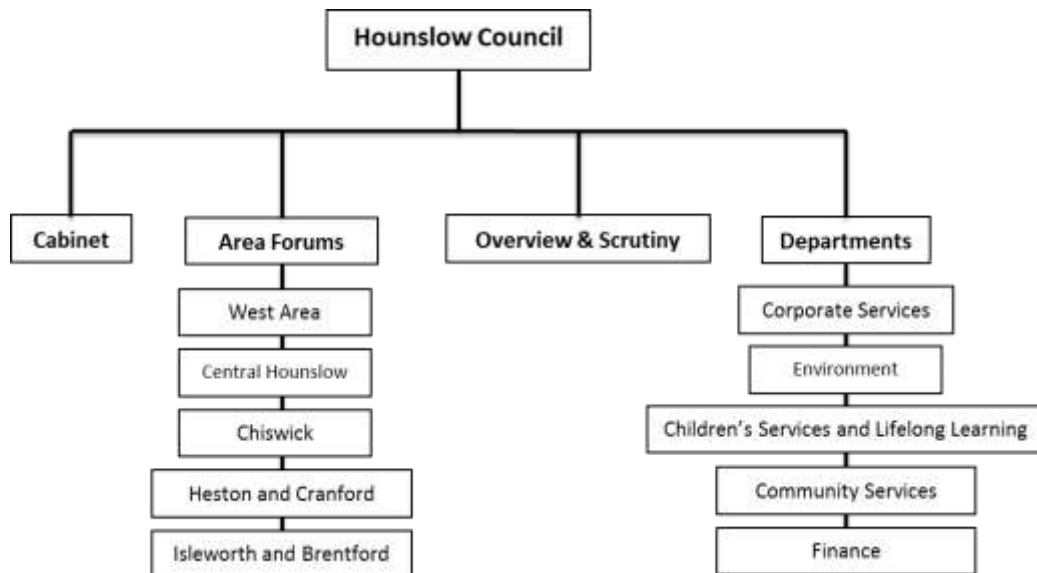 Hounslow Council
Cabinet
Area Forums
Overview & Scrutiny
Departments
West Area
Central Hounslow
Chiswick
Heston and Cranford
Isleworth and Brentford
Corporate Services
Environment
Children's Services and Lifelong Learning
Community Services
Finance